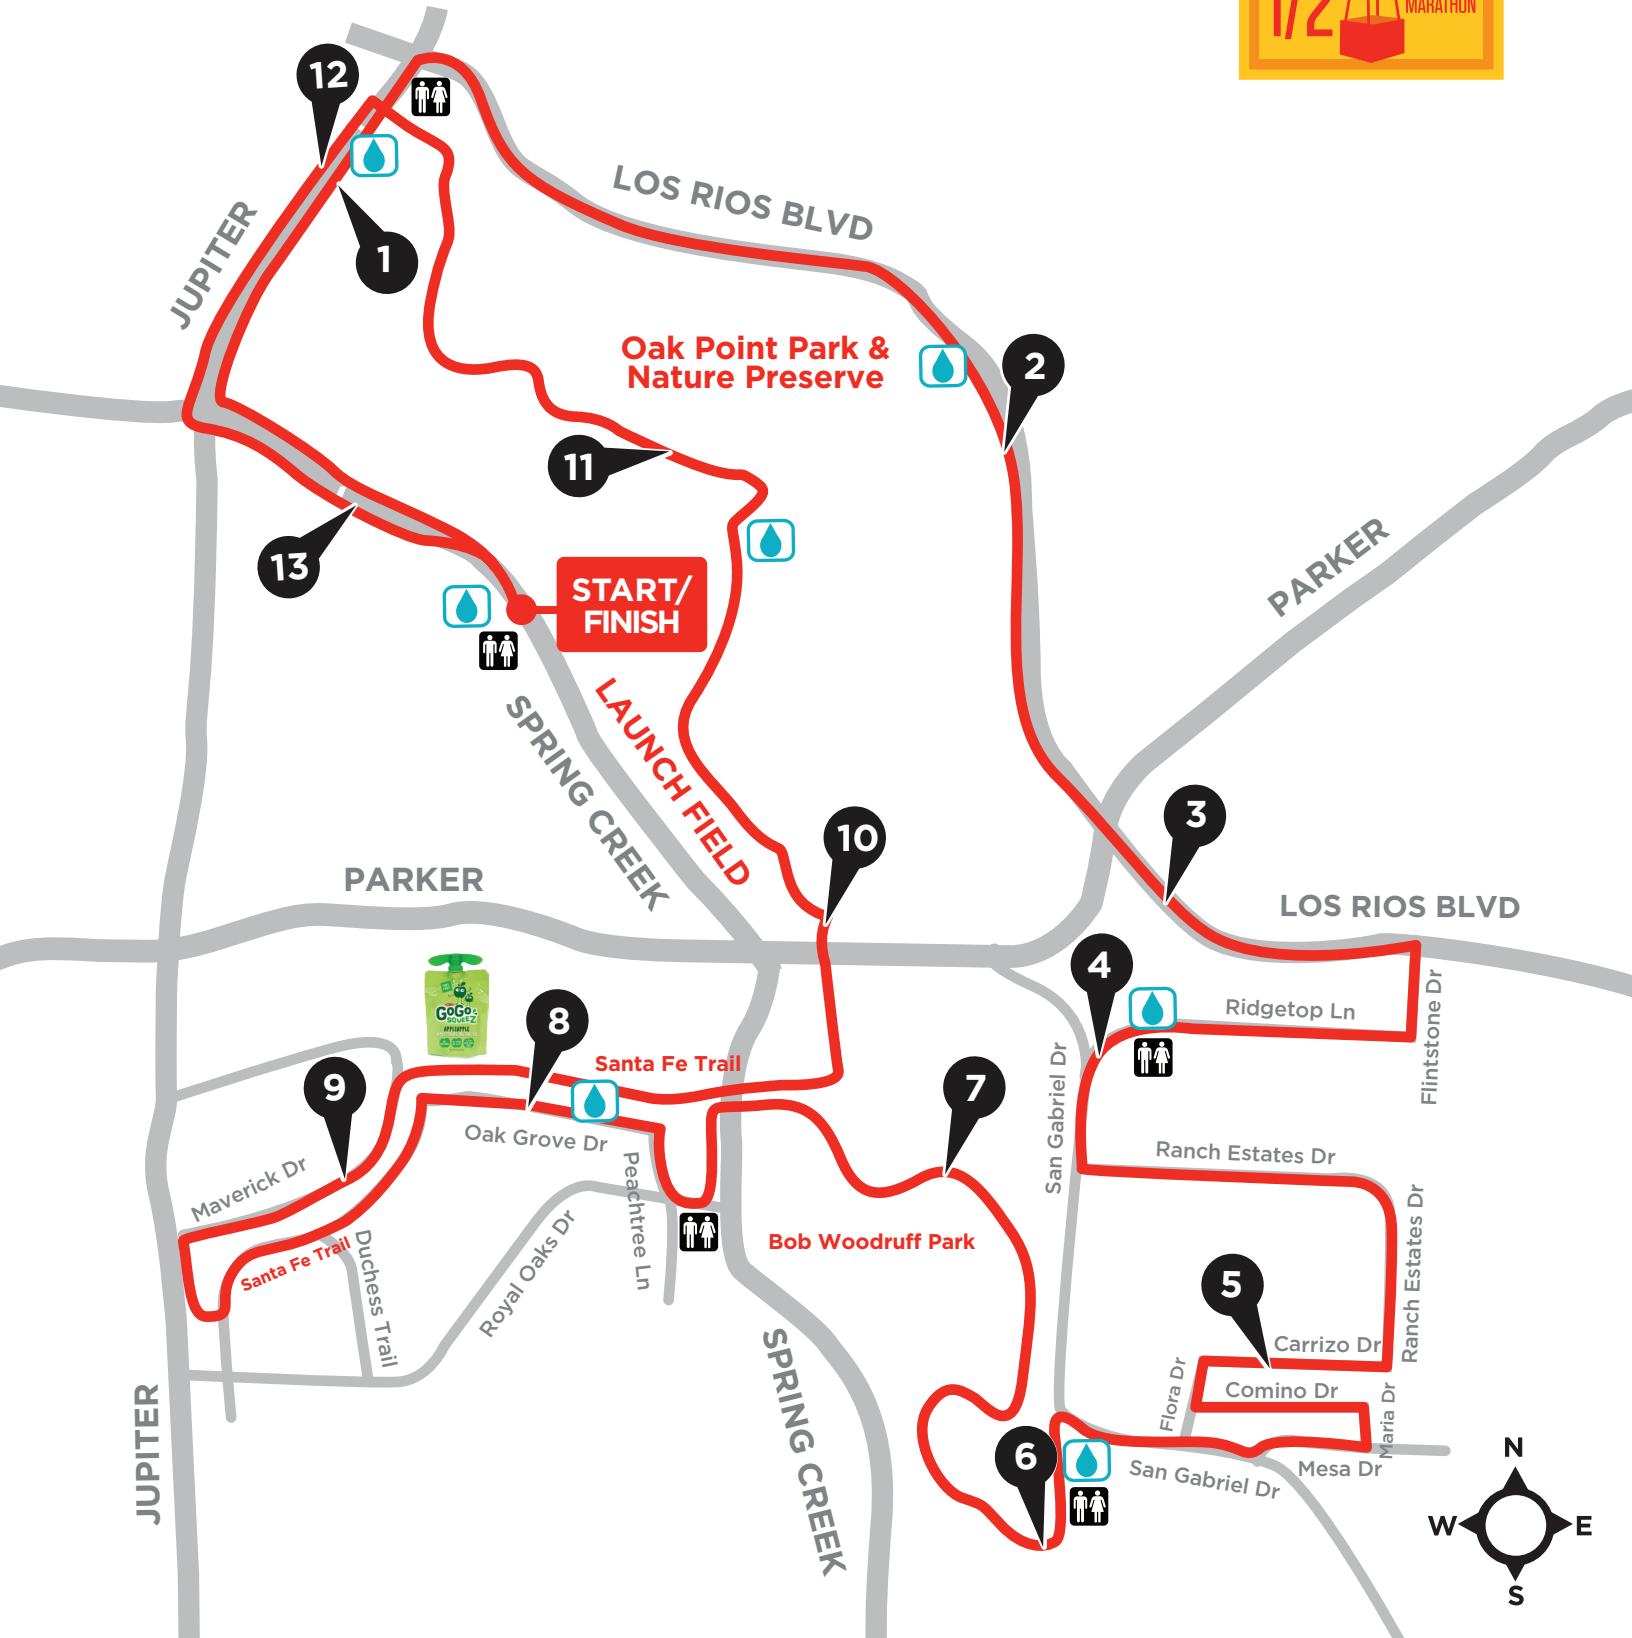 1/2
MARATHON
12
1
JUPITER
LOS RIOS BLVD
Oak Point Park &
Nature Preserve
2
11
13
START/
FINISH
PARKER
SPRING CREEK
LAUNCH FIELD
10
3
PARKER
LOS RIOS BLVD
4
Ridgetop Ln
Flintstone Dr
GoGo
SQUEEZ
APPLEAPPLE
8
Santa Fe Trail
9
7
San Gabriel Dr
Oak Grove Dr
Ranch Estates Dr
Maverick Dr
Peachtree Ln
Ranch Estates Dr
Santa Fe Trail
Duchess Trail
Royal Oaks Dr
Bob Woodruff Park
5
Carrizo Dr
Flora Dr
Comino Dr
Maria Dr
6
San Gabriel Dr
Mesa Dr
JUPITER
SPRING CREEK
N
W
E
S